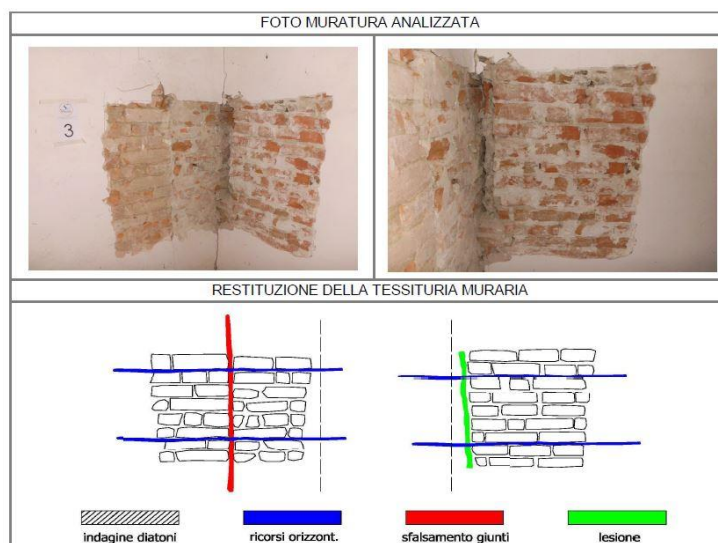 FOTO MURATURA ANALIZZATA
3
RESTITUZIONE DELLA TESSITURIA MURARIA
indagine diatoni
ricorsi orizzont.
sfalsamento giunti
lesione